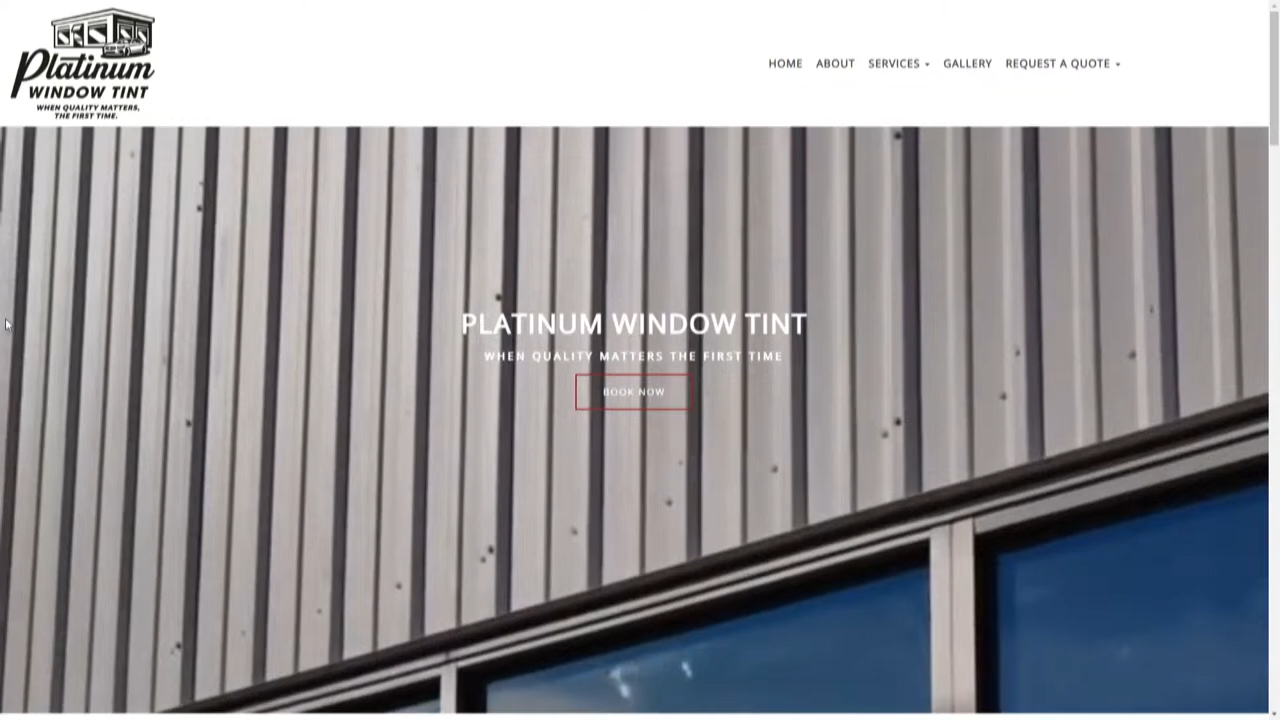 Platinum
WINDOW TINT
WHEN QUALITY MATTERS,
THE FIRST TIME.
HOME ABOUT SERVICES GALLERY REQUEST A QUOTE
PLATINUM WINDOW TINT
WHEN QUALITY MATTERS THE FIRST TIME
BOOK NOW